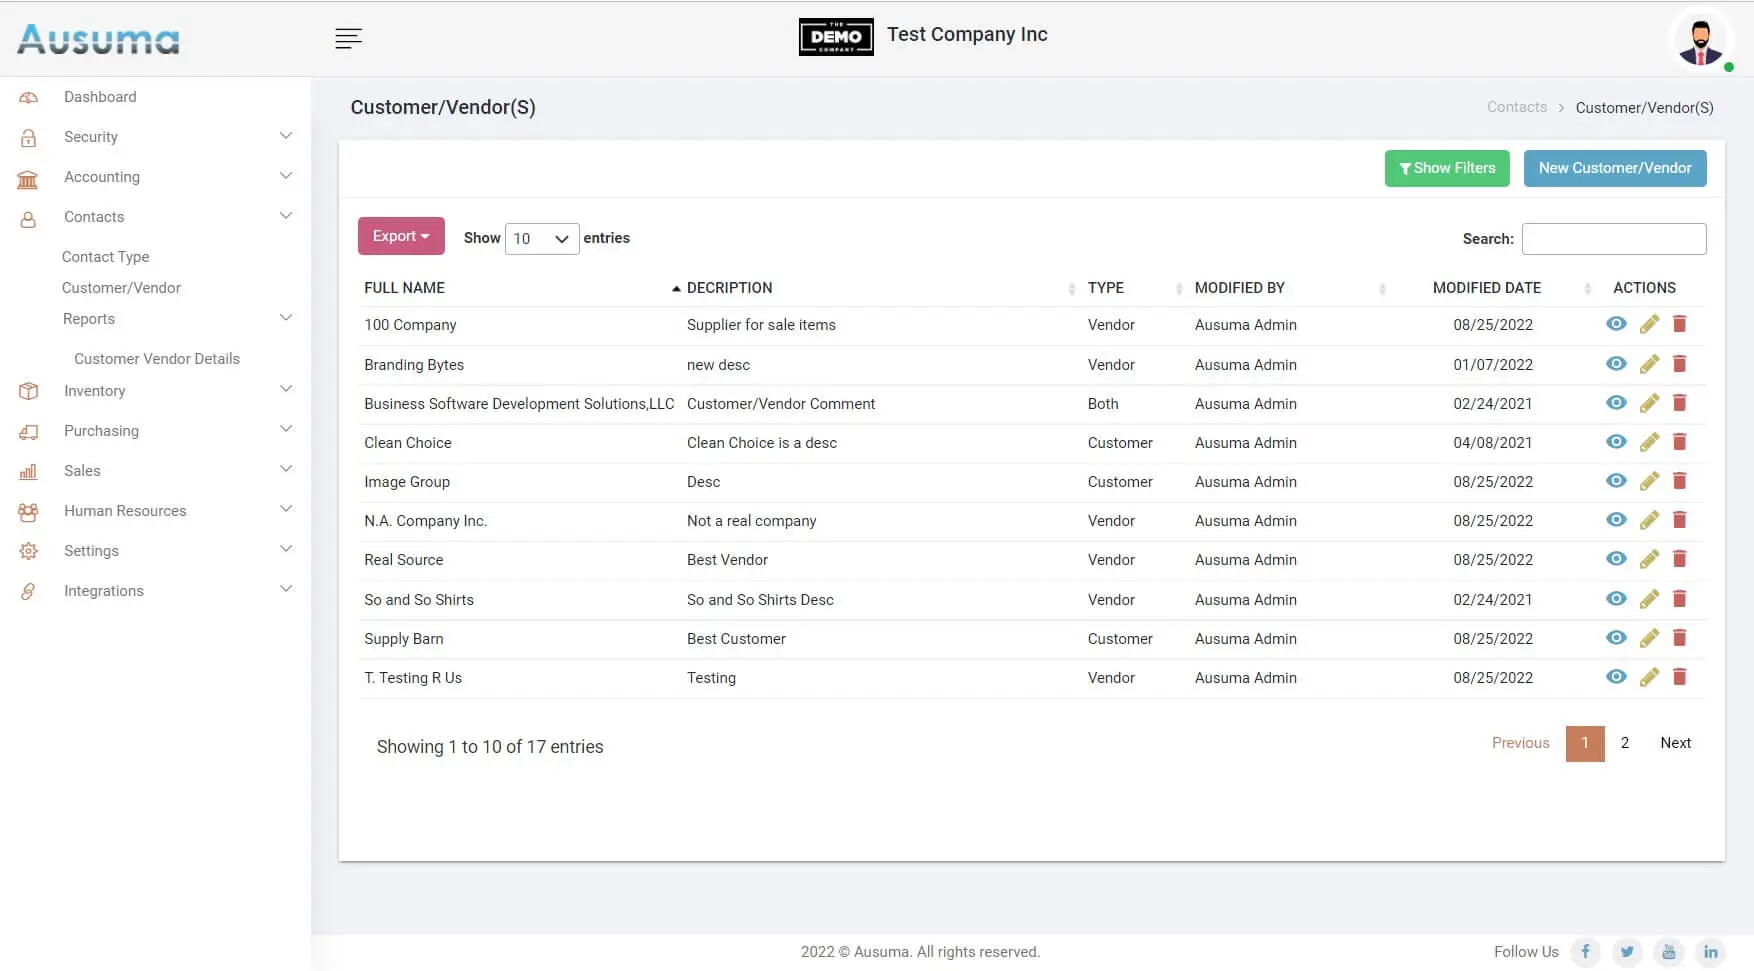 Ausuma
THE
DEMO
COMPANY
Test Company Inc
Dashboard
Security
Accounting
Contacts
Contact Type
Customer/Vendor
Reports
Customer Vendor Details
Inventory
Purchasing
Sales
Human Resources
Settings
Integrations
Customer/Vendor(S)
Contacts > Customer/Vendor(S)
Show Filters New Customer/Vendor
Export Show 10 entries Search:
FULL NAME DECRIPTION TYPE MODIFIED BY MODIFIED DATE ACTIONS
100 Company Supplier for sale items Vendor Ausuma Admin 08/25/2022
Branding Bytes new desc Vendor Ausuma Admin 01/07/2022
Business Software Development Solutions,LLC Customer/Vendor Comment Both Ausuma Admin 02/24/2021
Clean Choice Clean Choice is a desc Customer Ausuma Admin 04/08/2021
Image Group Desc Customer Ausuma Admin 08/25/2022
N.A. Company Inc. Not a real company Vendor Ausuma Admin 08/25/2022
Real Source Best Vendor Vendor Ausuma Admin 08/25/2022
So and So Shirts So and So Shirts Desc Vendor Ausuma Admin 02/24/2021
Supply Barn Best Customer Customer Ausuma Admin 08/25/2022
T. Testing R Us Testing Vendor Ausuma Admin 08/25/2022
Showing 1 to 10 of 17 entries Previous 1 2 Next
2022 © Ausuma. All rights reserved. Follow Us